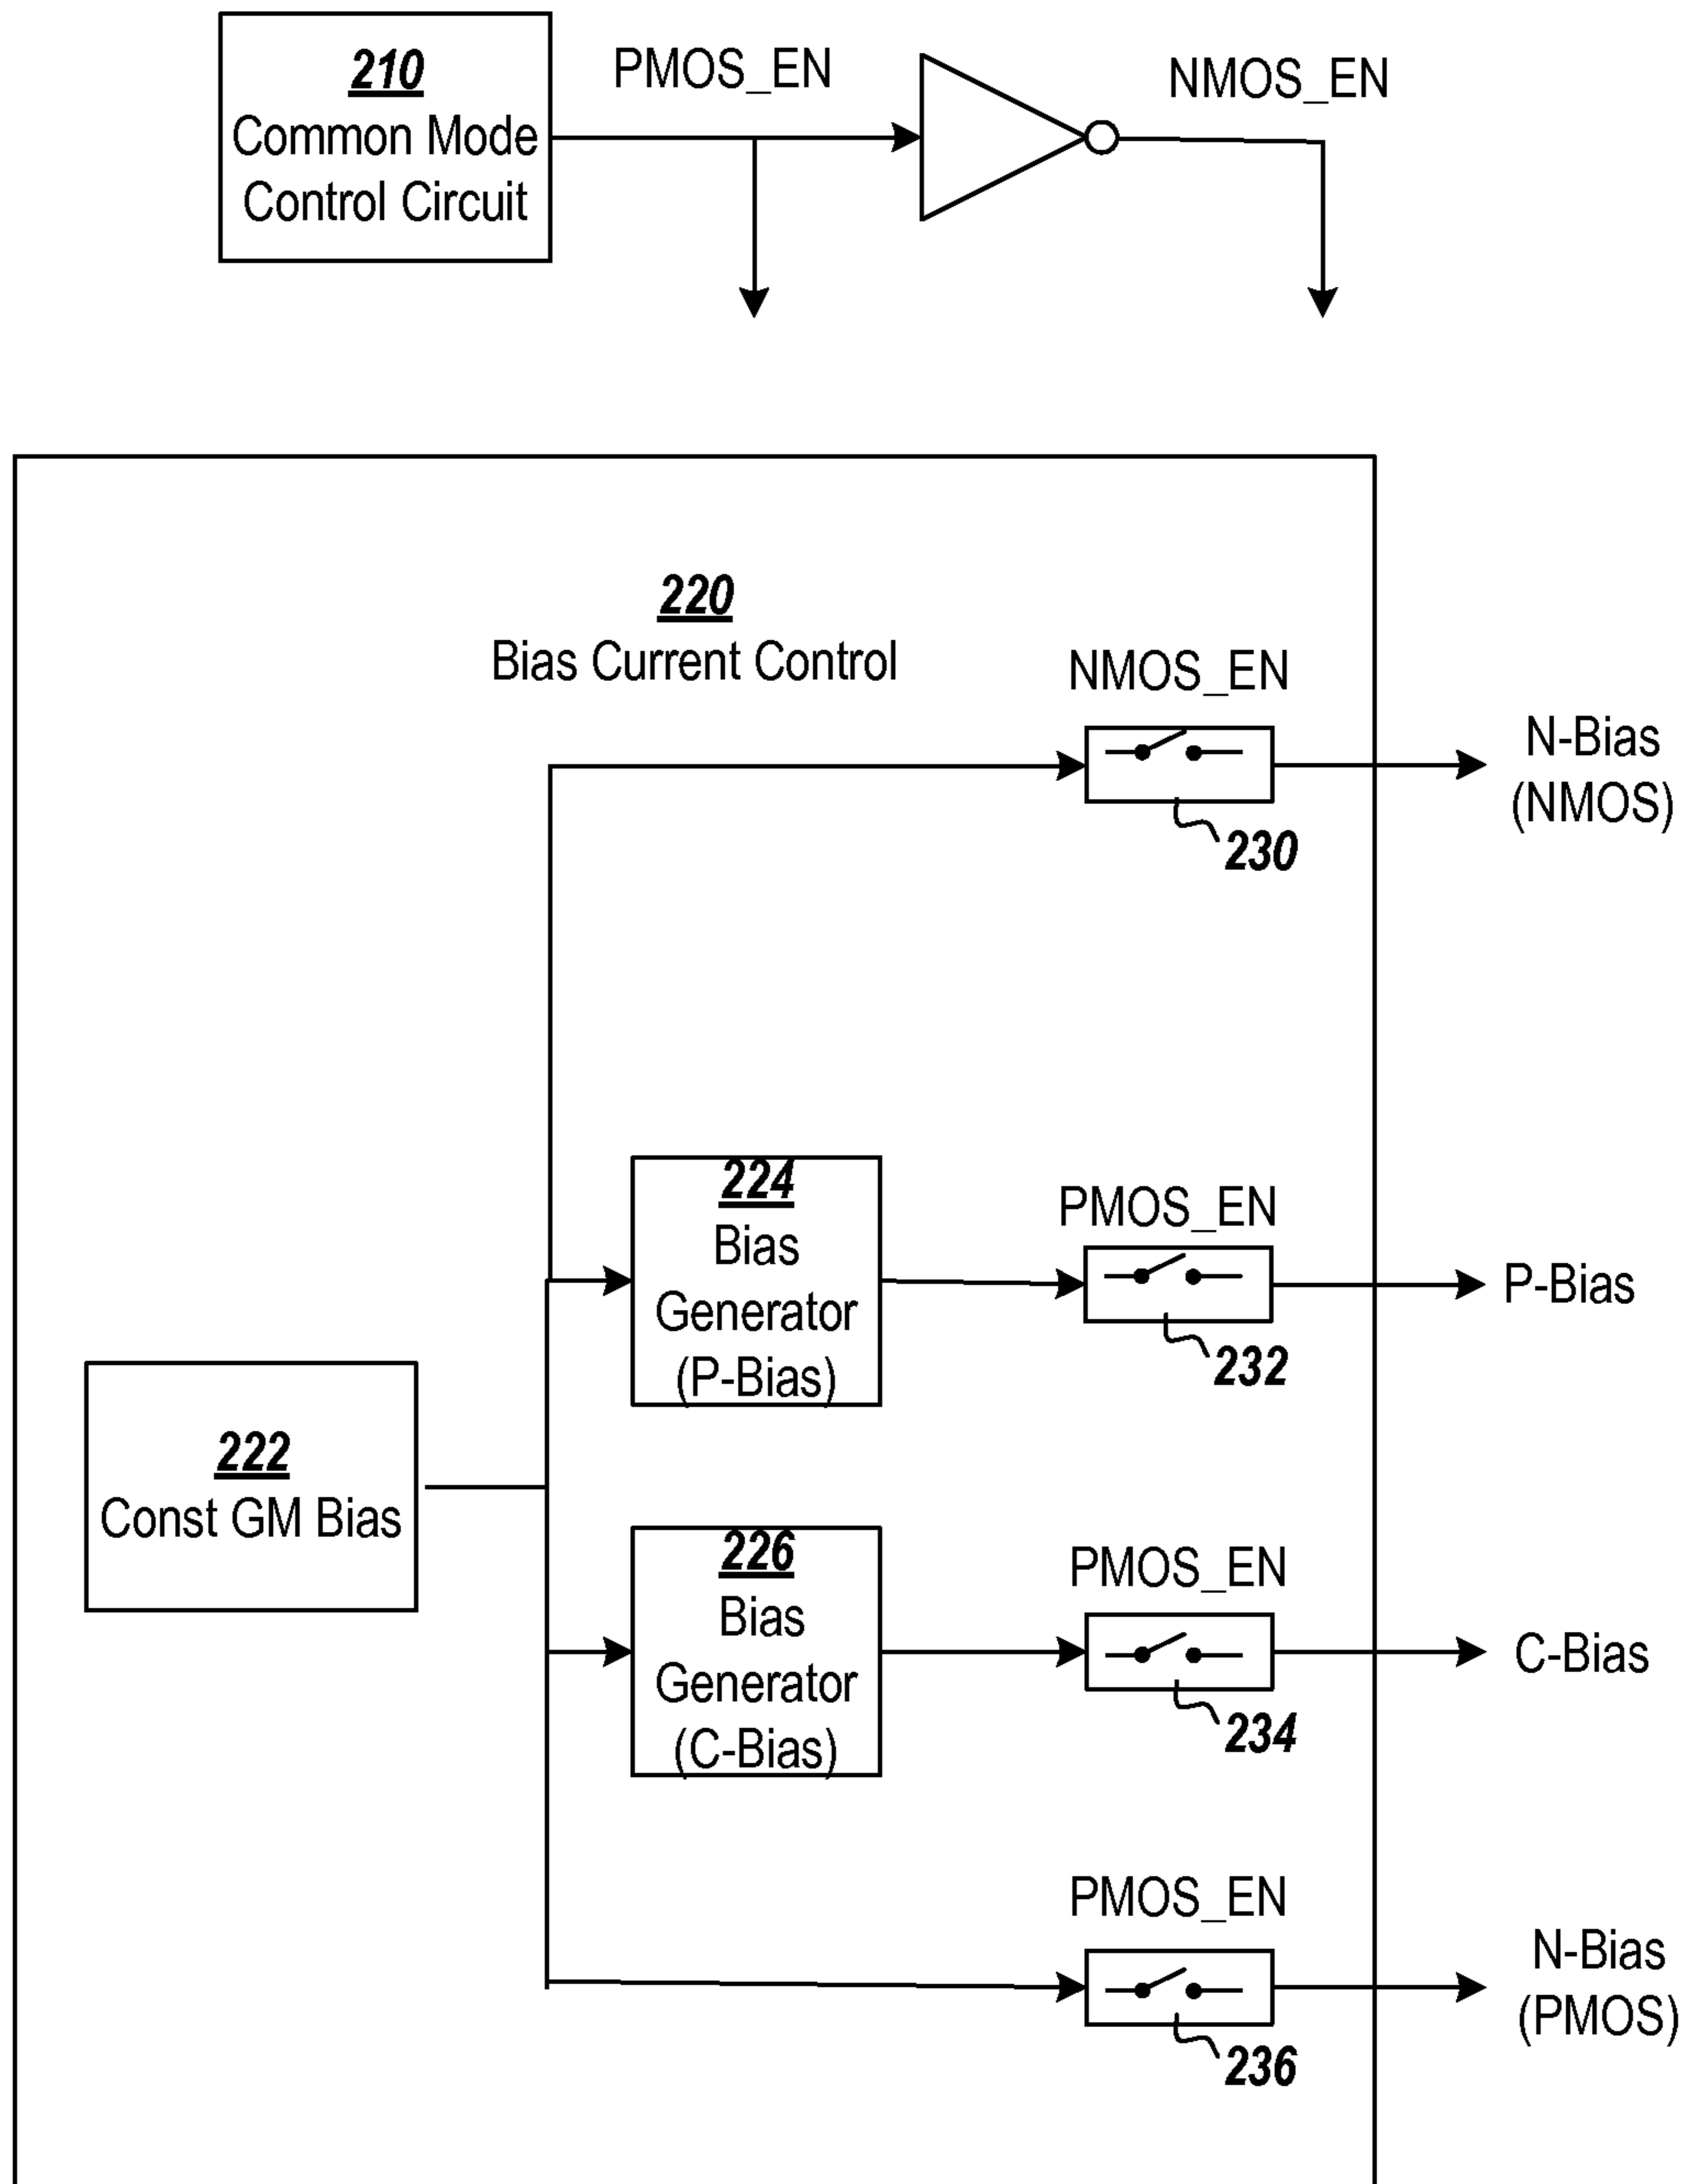 210
Common Mode
Control Circuit
PMOS_EN
NMOS_EN
220
Bias Current Control
NMOS_EN
230
N-Bias
(NMOS)
224
Bias
Generator
(P-Bias)
PMOS_EN
232
P-Bias
222
Const GM Bias
226
Bias
Generator
(C-Bias)
PMOS_EN
234
C-Bias
PMOS_EN
236
N-Bias
(PMOS)